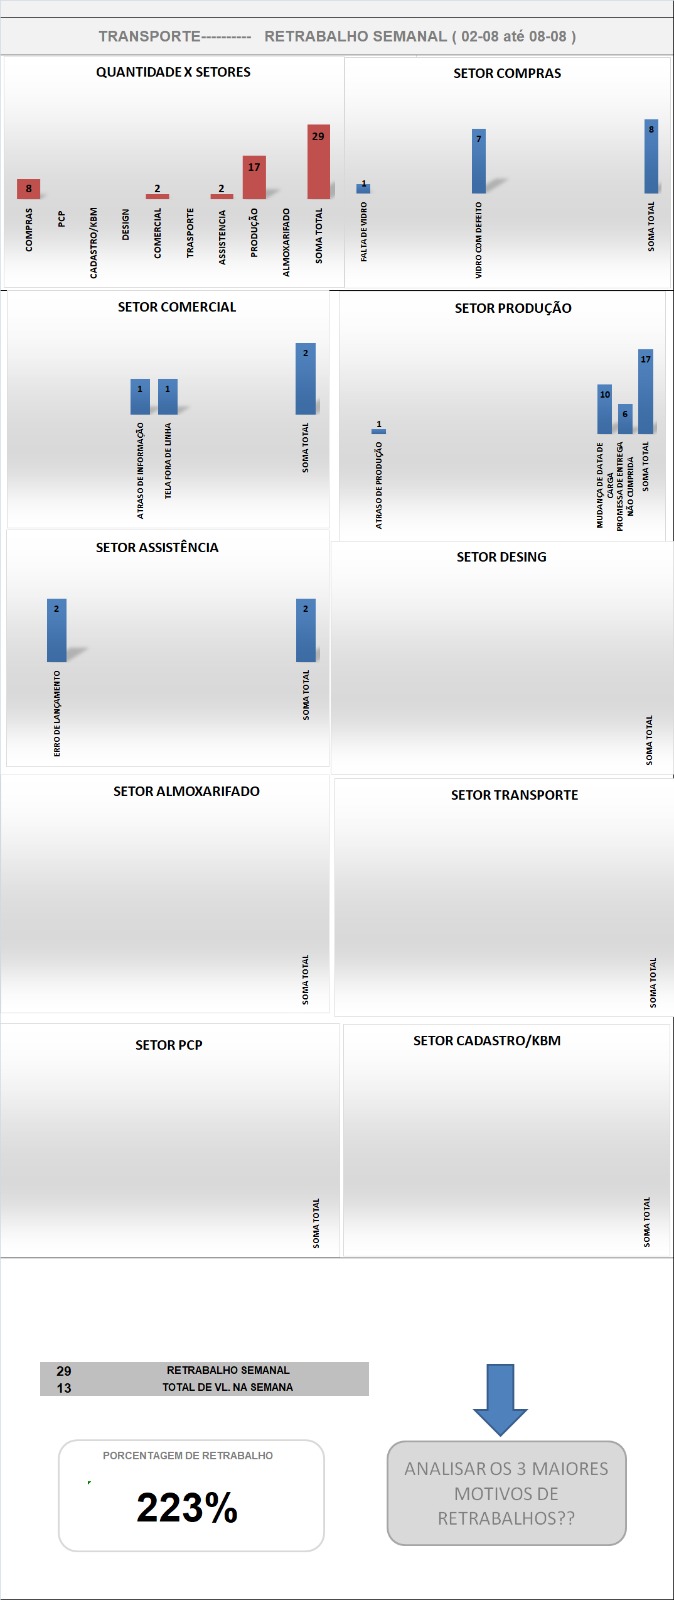 TRANSPORTE---------- RETRABALHO SEMANAL ( 02-08 até 08-08 )
QUANTIDADE X SETORES
8
2
2
17
29
COMPRAS
PCP
CADASTRO/KBM
DESIGN
COMERCIAL
TRASPORTE
ASSISTENCIA
PRODUÇÃO
ALMOXARIFADO
SOMA TOTAL
SETOR COMPRAS
1
7
8
FALTA DE VIDRO
VIDRO COM DEFEITO
SOMA TOTAL
SETOR COMERCIAL
1
1
2
ATRASO DE INFORMAÇÃO
TELA FORA DE LINHA
SOMA TOTAL
SETOR PRODUÇÃO
1
10
6
17
ATRASO DE PRODUÇÃO
MUDANÇA DE DATA DE
CARGA
PROMESSA DE ENTREGA
NÃO CUMPRIDA
SOMA TOTAL
SETOR ASSISTÊNCIA
2
2
ERRO DE LANÇAMENTO
SOMA TOTAL
SETOR DESING
SOMA TOTAL
SETOR ALMOXARIFADO
SOMA TOTAL
SETOR TRANSPORTE
SOMA TOTAL
SETOR PCP
SOMA TOTAL
SETOR CADASTRO/KBM
SOMA TOTAL
29 RETRABALHO SEMANAL
13 TOTAL DE VL. NA SEMANA
PORCENTAGEM DE RETRABALHO
223%
ANALISAR OS 3 MAIORES
MOTIVOS DE
RETRABALHOS??